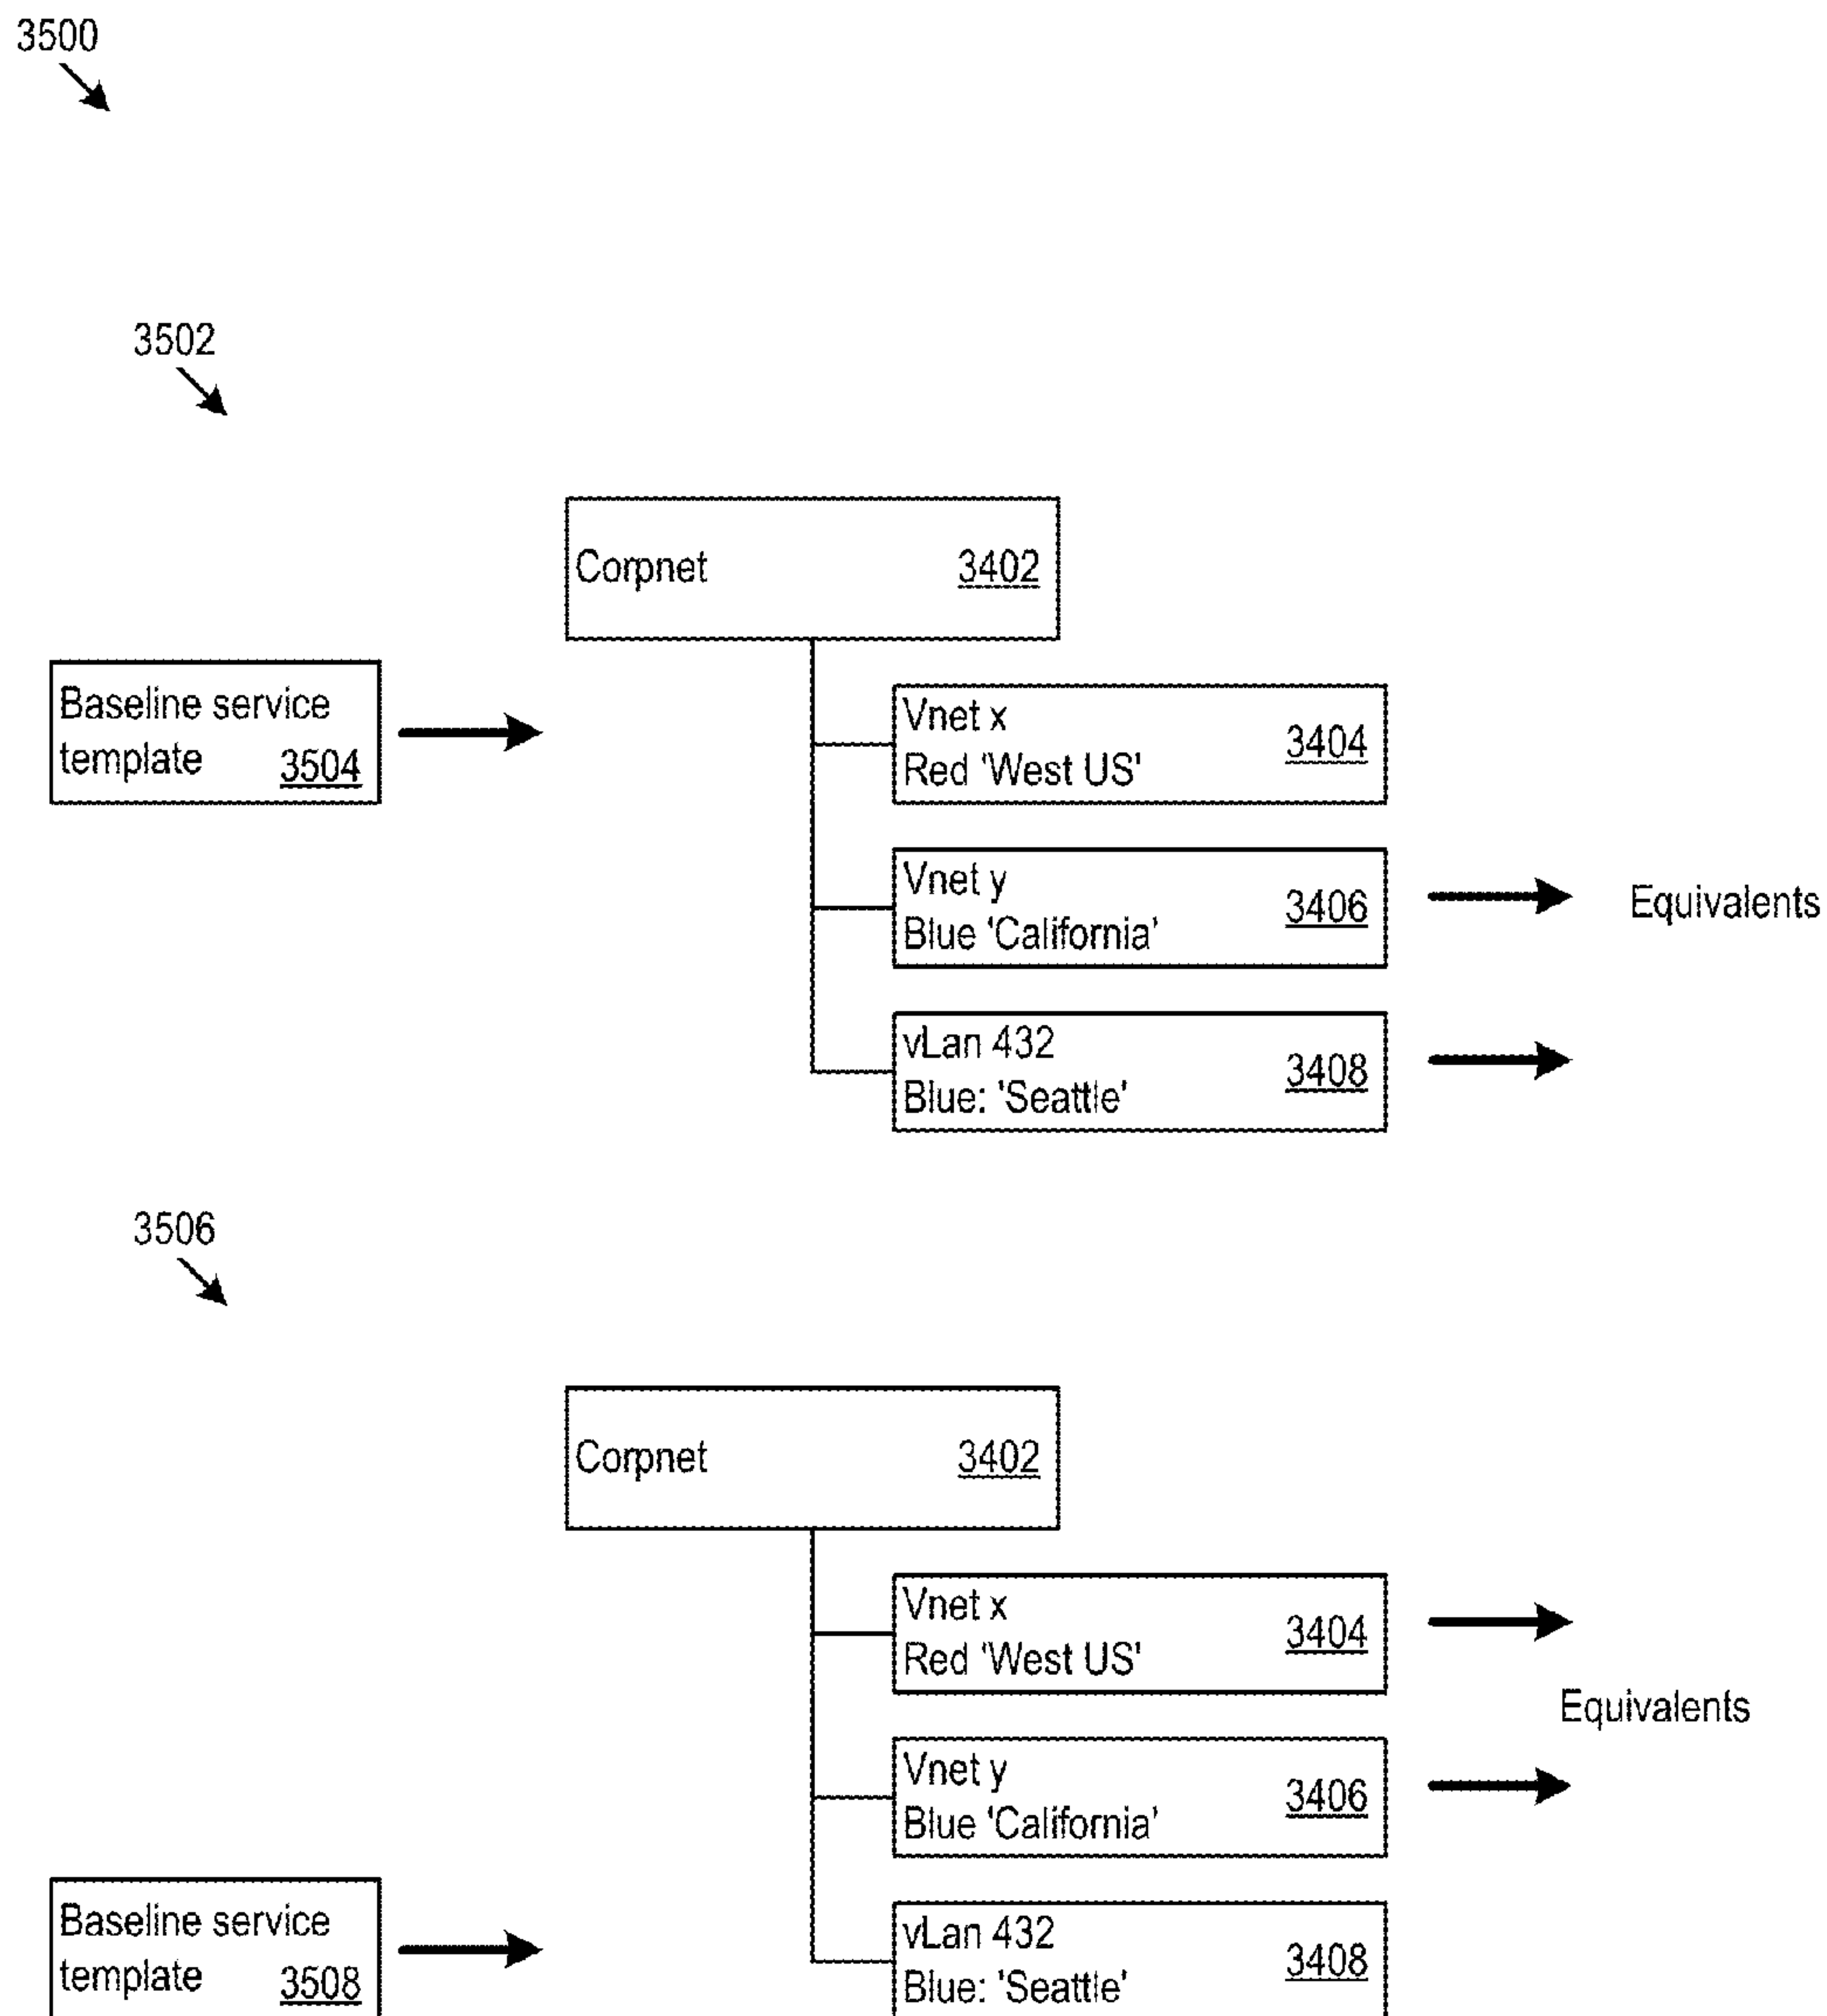 3500
3502
Corpnet 3402
Baseline service
template 3504
Vnet x
Red 'West US' 3404
Vnet y
Blue 'California' 3406
Equivalents
vLan 432
Blue: 'Seattle' 3408
3506
Corpnet 3402
Vnet x
Red 'West US' 3404
Equivalents
Vnet y
Blue 'California' 3406
Baseline service
template 3508
vLan 432
Blue: 'Seattle' 3408